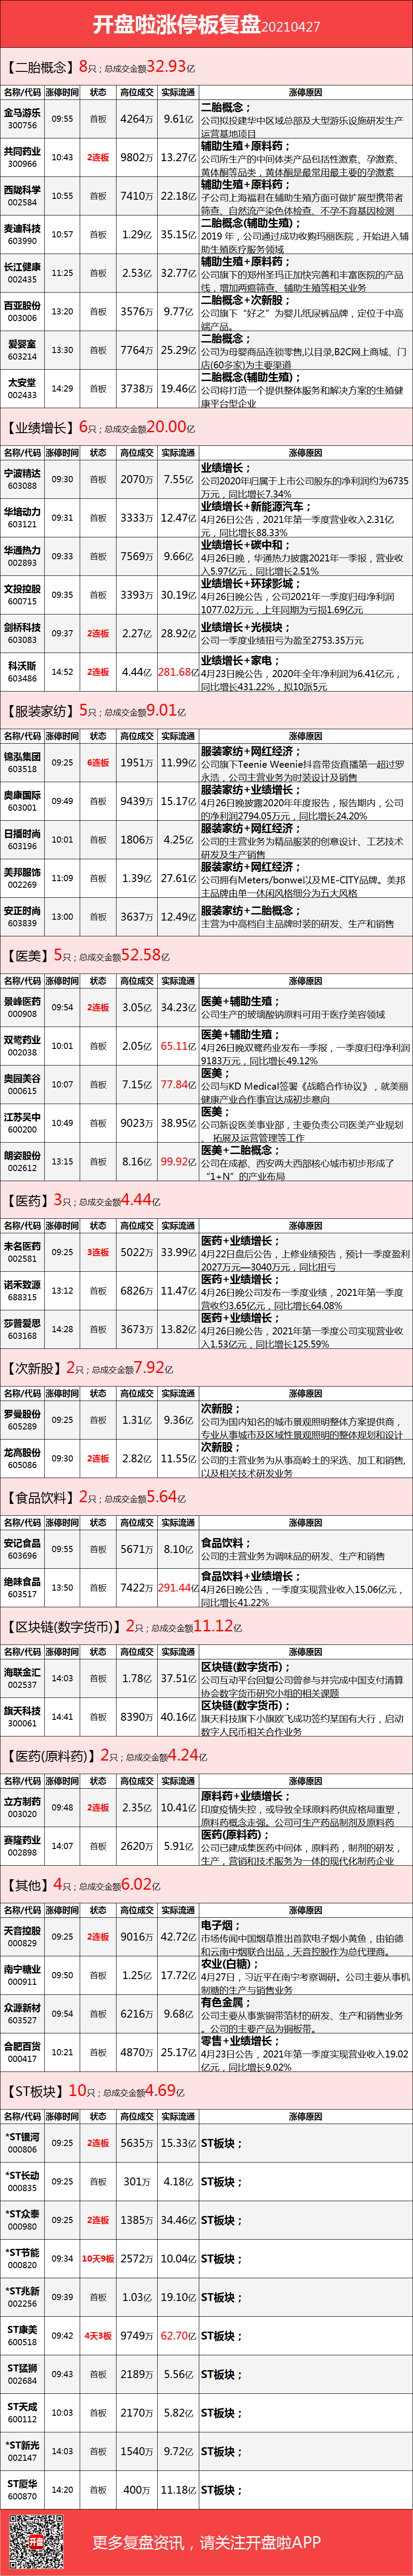 开盘啦涨停板复盘20210427
【二胎概念】8只；总成交金额32.93亿
名称/代码 涨停时间 状态 高位成交 实际流通 涨停原因
金马游乐 300756 09:55 首板 4264万 9.61亿 二胎概念；
公司拟投建华中区域总部及大型游乐设施研发生产
运营基地项目
共同药业 300966 10:43 2连板 9802万 13.27亿 辅助生殖+原料药；
公司所生产的中间体类产品包括性激素、孕激素、
黄体酮等品类，黄体酮是最常用最主要的孕激素
西陇科学 002584 10:55 首板 7410万 22.18亿 辅助生殖+原料药；
子公司上海福君在辅助生殖方面可做扩展型携带者
筛查、自然流产染色体检查、不孕不育基因检测
麦迪科技 603990 10:57 首板 1.29亿 35.15亿 二胎概念(辅助生殖)；
2019 年，公司通过成功收购玛丽医院，开始进入辅
助生殖医疗服务领域
长江健康 002435 11:25 首板 2.53亿 32.77亿 辅助生殖+原料药；
公司旗下的郑州圣玛正加快完善和丰富医院的产品
线，增加两癌筛查、辅助生殖等相关业务
百亚股份 003006 13:20 首板 3576万 9.77亿 二胎概念+次新股；
公司旗下“好之”为婴儿纸尿裤品牌，定位于中高
端产品。
爱婴室 603214 13:30 首板 7764万 25.29亿 二胎概念；
公司为母婴商品连锁零售,以目录,B2C网上商城、门
店(60多家)为主要渠道
太安堂 002433 14:29 首板 3738万 19.46亿 二胎概念(辅助生殖)；
公司将打造一个提供整体服务和解决方案的生殖健
康平台型企业
【业绩增长】6只；总成交金额20.00亿
名称/代码 涨停时间 状态 高位成交 实际流通 涨停原因
宁波精达 603088 09:30 首板 2070万 7.55亿 业绩增长；
公司2020年归属于上市公司股东的净利润约为6735
万元，同比增长7.34%
华培动力 603121 09:31 首板 3333万 12.47亿 业绩增长+新能源汽车；
4月26日公告，2021年第一季度营业收入2.31亿
元，同比增长88.33%
华通热力 002893 09:33 首板 7569万 9.66亿 业绩增长+碳中和；
4月26日晚，华通热力披露2021年一季报，营业收
入5.97亿元，同比增长2.51%
文投控股 600715 09:35 首板 3393万 30.19亿 业绩增长+环球影城；
4月26日晚公告，公司2021年一季度归母净利润
1077.02万元，上年同期为亏损1.69亿元
剑桥科技 603083 09:37 2连板 2.27亿 28.92亿 业绩增长+光模块；
公司一季度业绩扭亏为盈至2753.35万元
科沃斯 603486 14:52 2连板 4.44亿 281.68亿 业绩增长+家电；
4月23日晚公告，2020年全年净利润为6.41亿元，
同比增长431.22%，拟10派5元
【服装家纺】5只；总成交金额9.01亿
名称/代码 涨停时间 状态 高位成交 实际流通 涨停原因
锦泓集团 603518 09:25 6连板 1951万 11.99亿 服装家纺+网红经济；
公司旗下Teenie Weenie抖音带货直播第一超过罗
永浩，公司主营业务为时装设计及销售
奥康国际 603001 09:49 首板 9439万 15.17亿 服装家纺+业绩增长；
4月26日晚披露2020年年度报告，报告期内，公司
的净利润2794.05万元，同比增长24.20%
日播时尚 603196 10:01 首板 1806万 4.25亿 服装家纺+网红经济；
公司的主营业务为精品服装的创意设计、工艺技术
研发及生产销售
美邦服饰 002269 11:09 首板 1.39亿 27.61亿 服装家纺+网红经济；
公司拥有Meters/bonwe以及ME-CITY品牌。美邦
主品牌由单一休闲风格细分为五大风格
安正时尚 603839 13:00 首板 3637万 12.49亿 服装家纺+二胎概念；
主营为中高档自主品牌时装的研发、生产和销售
【医美】5只；总成交金额52.58亿
名称/代码 涨停时间 状态 高位成交 实际流通 涨停原因
景峰医药 000908 09:54 2连板 3.05亿 34.23亿 医美+辅助生殖；
公司生产的玻璃酸钠原料可用于医疗美容领域
双鹭药业 002038 10:01 首板 2.05亿 65.11亿 医美+辅助生殖；
4月26日晚双鹭药业发布一季报，一季度归母净利润
9183万元，同比增长49.12%
奥园美谷 000615 10:07 首板 7.15亿 77.84亿 医美；
公司与KD Medical签署《战略合作协议》，就美丽
健康产业合作事宜达成初步意向
江苏吴中 600200 10:49 首板 9023万 38.95亿 医美；
公司新设医美事业部，主要负责公司医美产业规划
、拓展及运营管理等工作
朗姿股份 002612 13:15 首板 8.16亿 99.92亿 医美+二胎概念；
公司在成都、西安两大西部核心城市初步形成了
“1+N”的产业布局
【医药】3只；总成交金额4.44亿
名称/代码 涨停时间 状态 高位成交 实际流通 涨停原因
未名医药 002581 09:25 3连板 5022万 33.99亿 医药+业绩增长；
4月22日盘后公告，上修业绩预告，预计一季度盈利
2027万元—3040万元，同比扭亏
诺禾致源 688315 13:12 首板 6826万 11.47亿 医药+业绩增长；
4月26日晚公司发布一季度业绩，2021年第一季度
营收约3.65亿元，同比增长64.08%
莎普爱思 603168 14:28 首板 3673万 13.82亿 医药+业绩增长；
4月26日晚公告，2021年第一季度公司实现营业收
入1.53亿元，同比增长125.59%
【次新股】2只；总成交金额7.92亿
名称/代码 涨停时间 状态 高位成交 实际流通 涨停原因
罗曼股份 605289 09:25 首板 1.31亿 9.36亿 次新股；
公司为国内知名的城市景观照明整体方案提供商，
专业从事城市及区域性景观照明的整体规划和设计
龙高股份 605086 09:30 2连板 2.82亿 11.55亿 次新股；
公司的主营业务为从事高岭土的采选、加工和销售,
以及相关技术研发业务
【食品饮料】2只；总成交金额5.64亿
名称/代码 涨停时间 状态 高位成交 实际流通 涨停原因
安记食品 603696 09:55 首板 5671万 8.10亿 食品饮料；
公司的主营业务为调味品的研发、生产和销售
绝味食品 603517 13:50 首板 7422万 291.44亿 食品饮料+业绩增长；
4月26日晚公告，一季度实现营业收入15.06亿元，
同比增长41.22%
【区块链(数字货币)】2只；总成交金额11.12亿
名称/代码 涨停时间 状态 高位成交 实际流通 涨停原因
海联金汇 002537 14:03 首板 1.78亿 37.51亿 区块链(数字货币)；
公司互动平台回复公司曾参与并完成中国支付清算
协会数字货币研究小组的相关课题
旗天科技 300061 14:41 首板 8390万 40.16亿 区块链(数字货币)；
旗天科技旗下小旗欧飞成功签约某国有大行，启动
数字人民币相关合作业务
【医药(原料药)】2只；总成交金额4.24亿
名称/代码 涨停时间 状态 高位成交 实际流通 涨停原因
立方制药 003020 09:48 2连板 2.35亿 10.41亿 原料药+业绩增长；
印度疫情失控，或导致全球原料药供应格局重塑，
原料药概念走强。公司可生产药品制剂及原料药
赛隆药业 002898 14:07 首板 2620万 5.91亿 医药(原料药)；
公司已建成集医药中间体，原料药，制剂的研发，
生产，营销和技术服务为一体的现代化制药企业
【其他】4只；总成交金额6.02亿
名称/代码 涨停时间 状态 高位成交 实际流通 涨停原因
天音控股 000829 09:25 2连板 9016万 42.72亿 电子烟；
市场传闻中国烟草推出首款电子烟小黄鱼，由铂德
和云南中烟联合出品，天音控股作为总代理商。
南宁糖业 000911 09:50 首板 1.25亿 17.72亿 农业(白糖)；
4月27日，习近平在南宁考察调研。公司主要从事机
制糖的生产与销售业务
众源新材 603527 09:54 首板 6216万 9.68亿 有色金属；
公司主要从事紫铜带箔材的研发、生产和销售业务
。公司的主要产品为铜板带。
合肥百货 000417 10:21 首板 4870万 25.17亿 零售+业绩增长；
4月23日公告，2021年第一季度实现营业收入19.02
亿元，同比增长9.02%
【ST板块】10只；总成交金额4.69亿
名称/代码 涨停时间 状态 高位成交 实际流通 涨停原因
*ST银河 000806 09:25 2连板 5635万 15.33亿 ST板块；
*ST长动 000835 09:25 首板 301万 4.18亿 ST板块；
*ST众泰 000980 09:25 2连板 1385万 34.46亿 ST板块；
*ST节能 000820 09:34 10天9板 2572万 10.04亿 ST板块；
*ST兆新 002256 09:39 首板 1.03亿 19.10亿 ST板块；
ST康美 600518 09:42 4天3板 9749万 62.70亿 ST板块；
ST猛狮 002684 09:43 首板 2189万 5.56亿 ST板块；
ST天成 600112 10:03 首板 2170万 5.82亿 ST板块；
*ST新光 002147 14:03 首板 1540万 9.72亿 ST板块；
ST厦华 600870 14:20 首板 400万 11.18亿 ST板块；
开盘
更多复盘资讯，请关注开盘啦APP